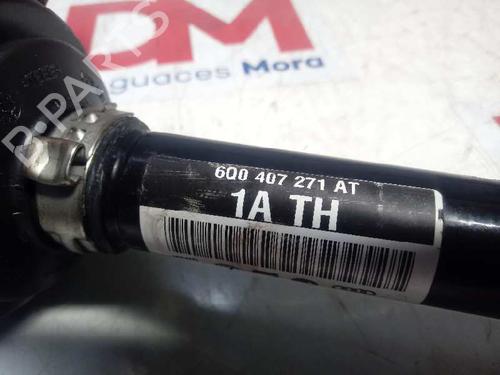 DM
guaces Mora
B-PARTS
6Q0 407 271 AT
1A TH